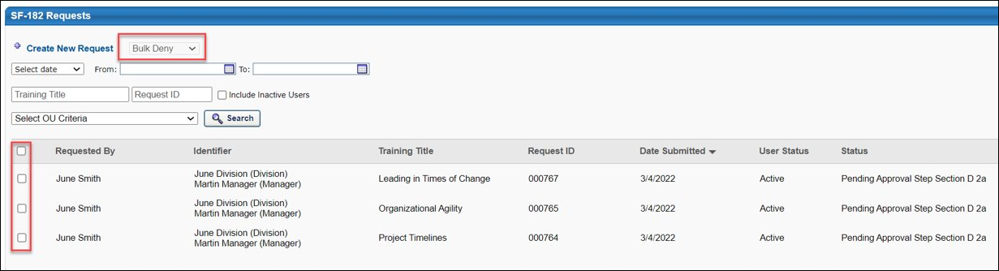 SF-182 Requests
Create New Request Bulk Deny
Select date From: To:
Training Title Request ID Include Inactive Users
Select OU Criteria Search
Requested By Identifier Training Title Request ID Date Submitted User Status Status
June Smith June Division (Division) Leading in Times of Change 000767 3/4/2022 Active Pending Approval Step Section D 2a
Martin Manager (Manager)
June Smith June Division (Division) Organizational Agility 000765 3/4/2022 Active Pending Approval Step Section D 2a
Martin Manager (Manager)
June Smith June Division (Division) Project Timelines 000764 3/4/2022 Active Pending Approval Step Section D 2a
Martin Manager (Manager)